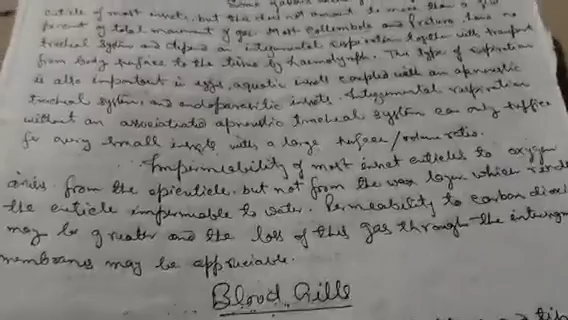 Some gaseous
cuticle of most insects, but this does not amount to more than a few
percent of total movement of gas. Most Collembola and Protura have no
tracheal system and depend on integumental respiration together with transport
from body surface to the tissue by haemolymph. This type of respiration
is also important in eggs, aquatic insects coupled with an apneustic
tracheal system, and endoparasitic insects. Integumental respiration
without an associated apneustic tracheal system can only suffice
for very small insects with a large surface/volume ratio.
Impermeability of most insect cuticles to oxygen
arises from the epicuticle, but not from the wax layer which
the cuticle impermeable to water. Permeability to carbon
may be greater and the loss of this gas through the
membranes may be appreciable.
Blood Gills